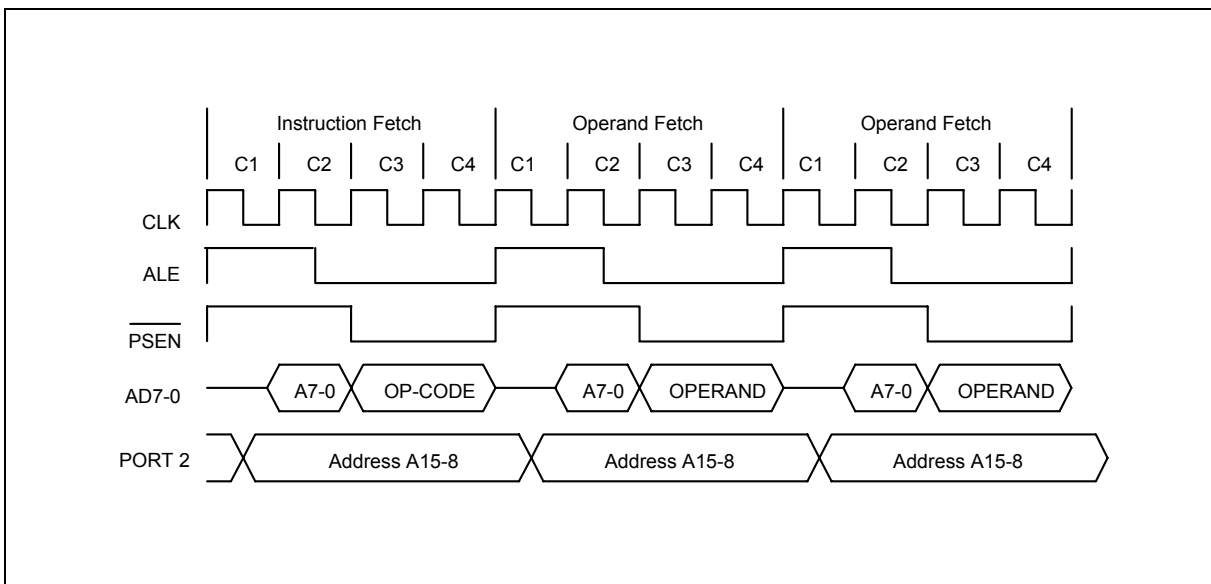 Instruction Fetch Operand Fetch Operand Fetch
C1 C2 C3 C4 C1 C2 C3 C4 C1 C2 C3 C4
CLK
ALE
PSEN
AD7-0 A7-0 OP-CODE A7-0 OPERAND A7-0 OPERAND
PORT 2 Address A15-8 Address A15-8 Address A15-8